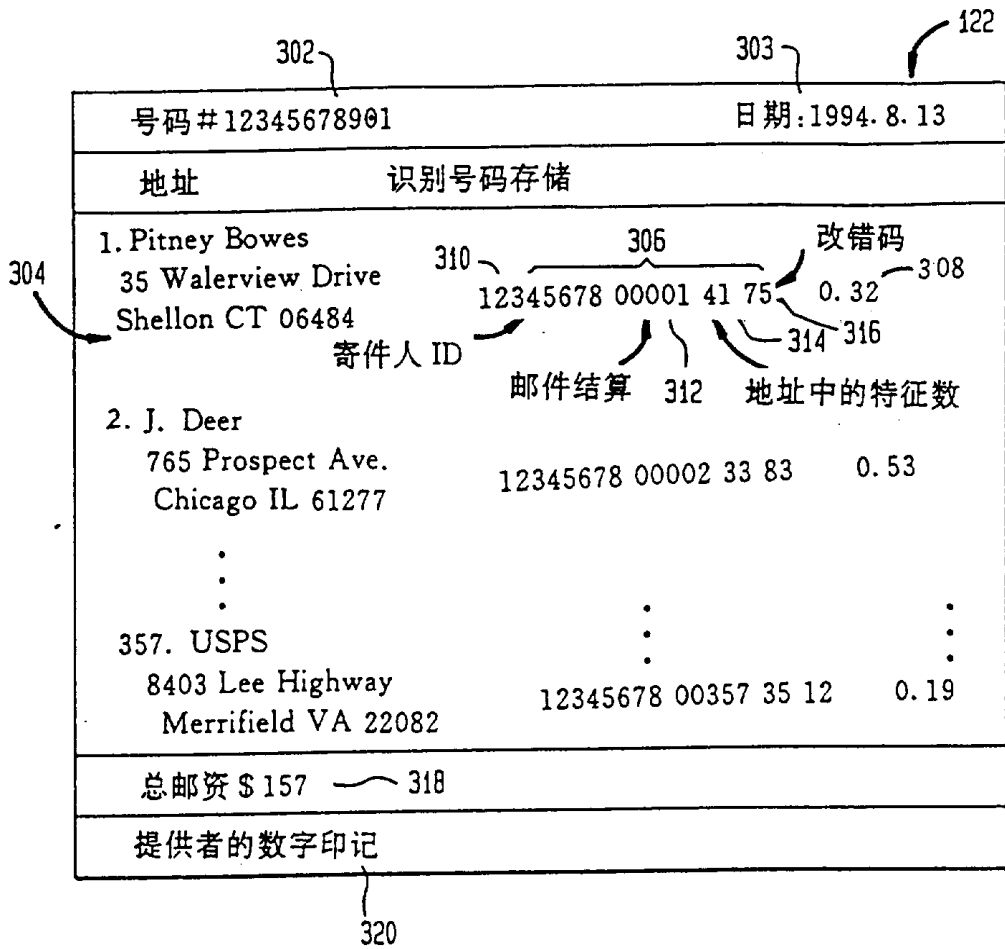 122
302 303
号码#12345678901 日期:1994.8.13
地址 识别号码存储
1. Pitney Bowes 306 改错码
304 35 Walerview Drive 310 308
12345678 00001 41 75 0.32
Shellon CT 06484 314 316
寄件人 ID
邮件结算 312 地址中的特征数
2. J. Deer
765 Prospect Ave.
12345678 00002 33 83 0.53
Chicago IL 61277
357. USPS
8403 Lee Highway
12345678 00357 35 12 0.19
Merrifield VA 22082
总邮资$157 318
提供者的数字印记
320